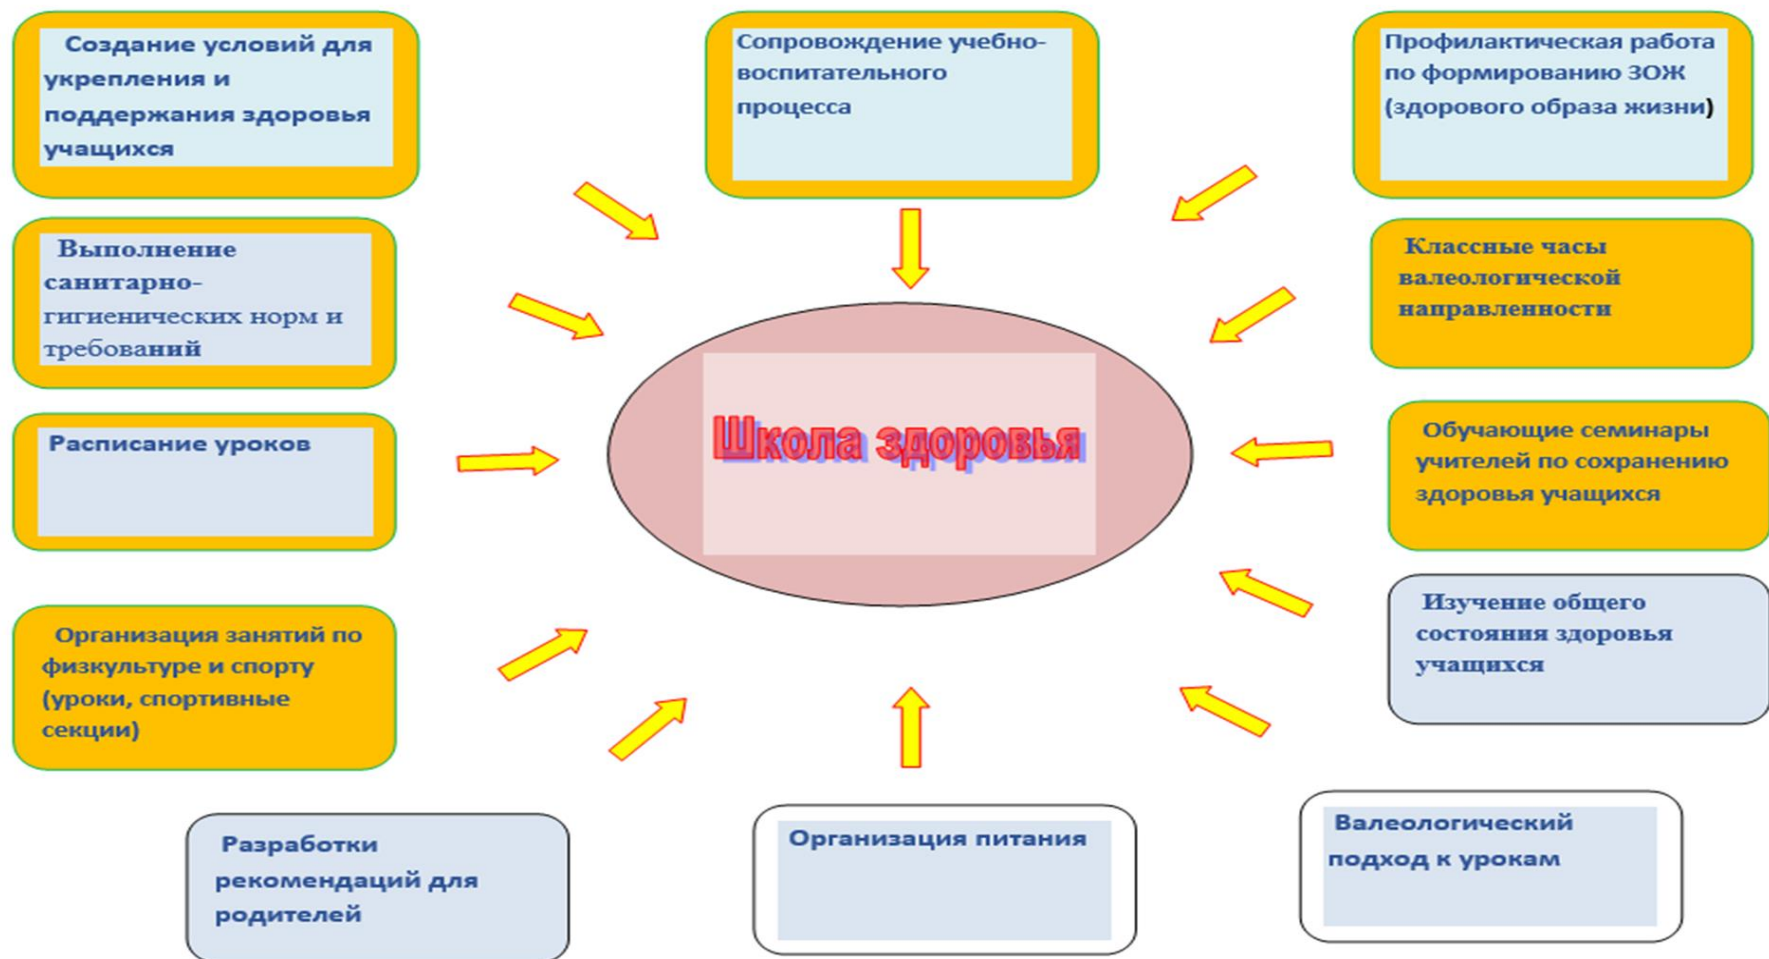 Создание условий для
укрепления и
поддержания здоровья
учащихся
Сопровождение учебно-
воспитательного
процесса
Профилактическая работа
по формированию ЗОЖ
(здорового образа жизни)
Выполнение
санитарно-
гигиенических норм и
требований
Классные часы
валеологической
направленности
Расписание уроков
Школа здоровья
Обучающие семинары
учителей по сохранению
здоровья учащихся
Организация занятий по
физкультуре и спорту
(уроки, спортивные
секции)
Изучение общего
состояния здоровья
учащихся
Разработки
рекомендаций для
родителей
Организация питания
Валеологический
подход к урокам